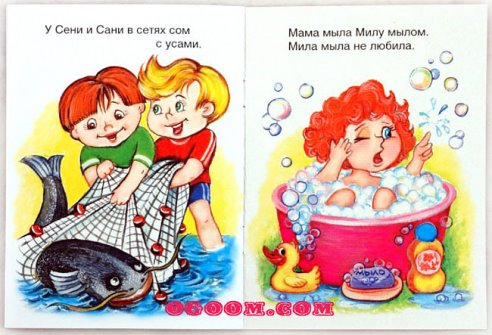 У Сени и Сани в сетях сом
с усами.
Мама мыла Милу мылом.
Мила мыла не любила.
МЫЛО
OGOOM.COM